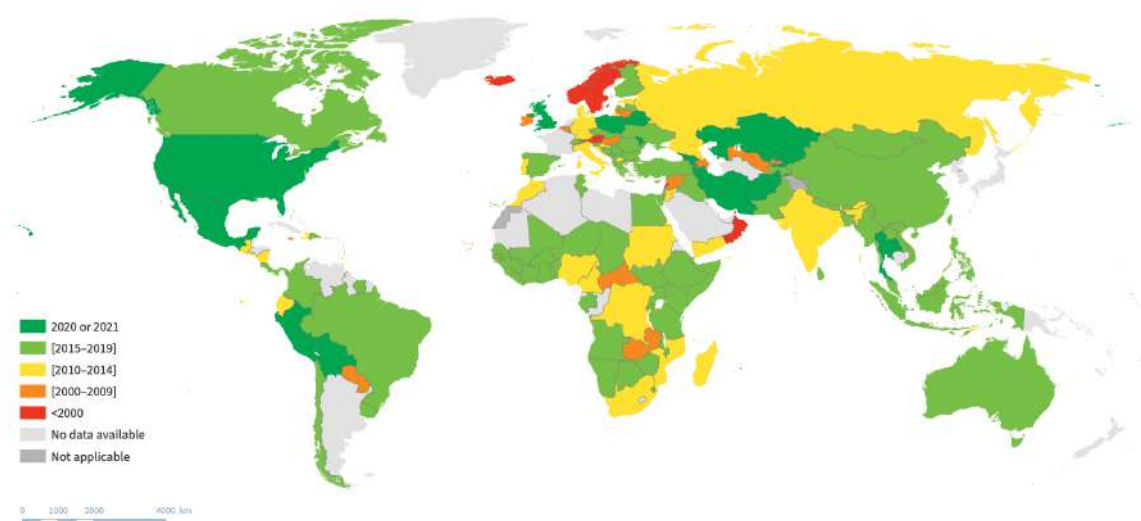 2020 or 2021
[2015–2019]
[2010–2014]
[2000–2009]
<2000
No data available
Not applicable
0 1000 2000 4000 km